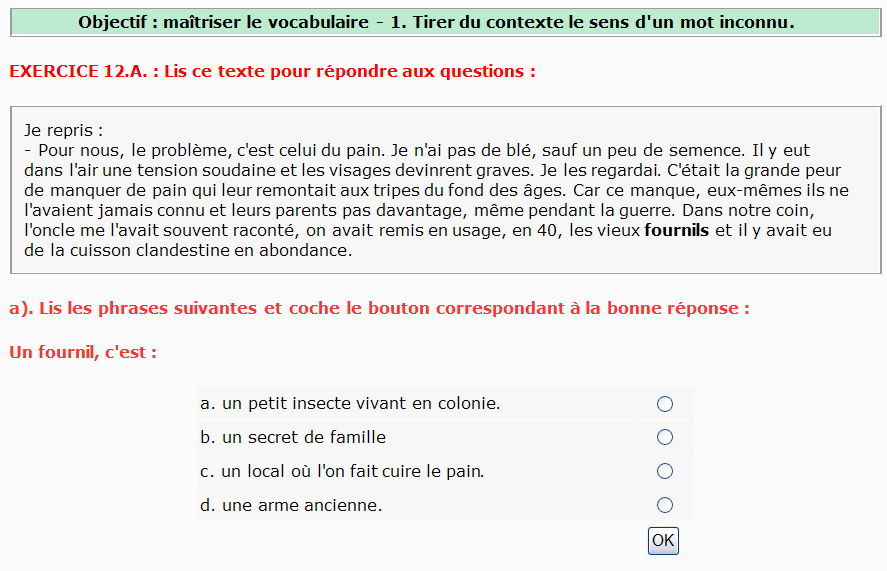 Objectif : maîtriser le vocabulaire - 1. Tirer du contexte le sens d'un mot inconnu.
EXERCICE 12.A. : Lis ce texte pour répondre aux questions :
Je repris :
- Pour nous, le problème, c'est celui du pain. Je n'ai pas de blé, sauf un peu de semence. Il y eut
dans l'air une tension soudaine et les visages devinrent graves. Je les regardai. C'était la grande peur
de manquer de pain qui leur remontait aux tripes du fond des âges. Car ce manque, eux-mêmes ils ne
l'avaient jamais connu et leurs parents pas davantage, même pendant la guerre. Dans notre coin,
l'oncle me l'avait souvent raconté, on avait remis en usage, en 40, les vieux fournils et il y avait eu
de la cuisson clandestine en abondance.
a). Lis les phrases suivantes et coche le bouton correspondant à la bonne réponse :
Un fournil, c'est :
a. un petit insecte vivant en colonie.
b. un secret de famille
c. un local où l'on fait cuire le pain.
d. une arme ancienne.
OK